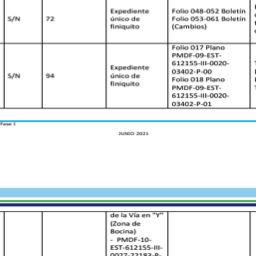 S/N
72
Expediente
único de
finiquito
Folio 048-052 Boletín
Folio 053-061 Boletín
(Cambios)
S/N
94
Expediente
único de
finiquito
Folio 017 Plano
PMDF-09-EST-
612155-III-0020-
03402-P-00
Folio 018 Plano
PMDF-09-EST-
612155-III-0020-
03402-P-01
Fase 1
JUNIO 2021
de la Vía en "Y"
(Zona de
Bocina)
- PMDF-10-
EST-612155-III-
0027-22183-P-